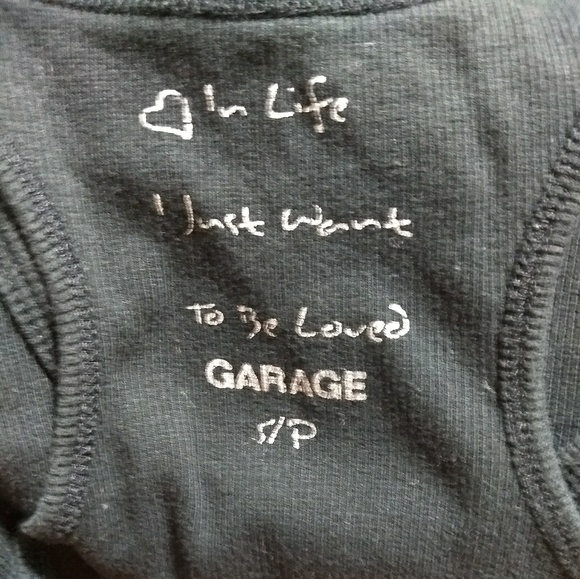 ♡ In Life
I Just Want
To Be Loved
GARAGE
S/P